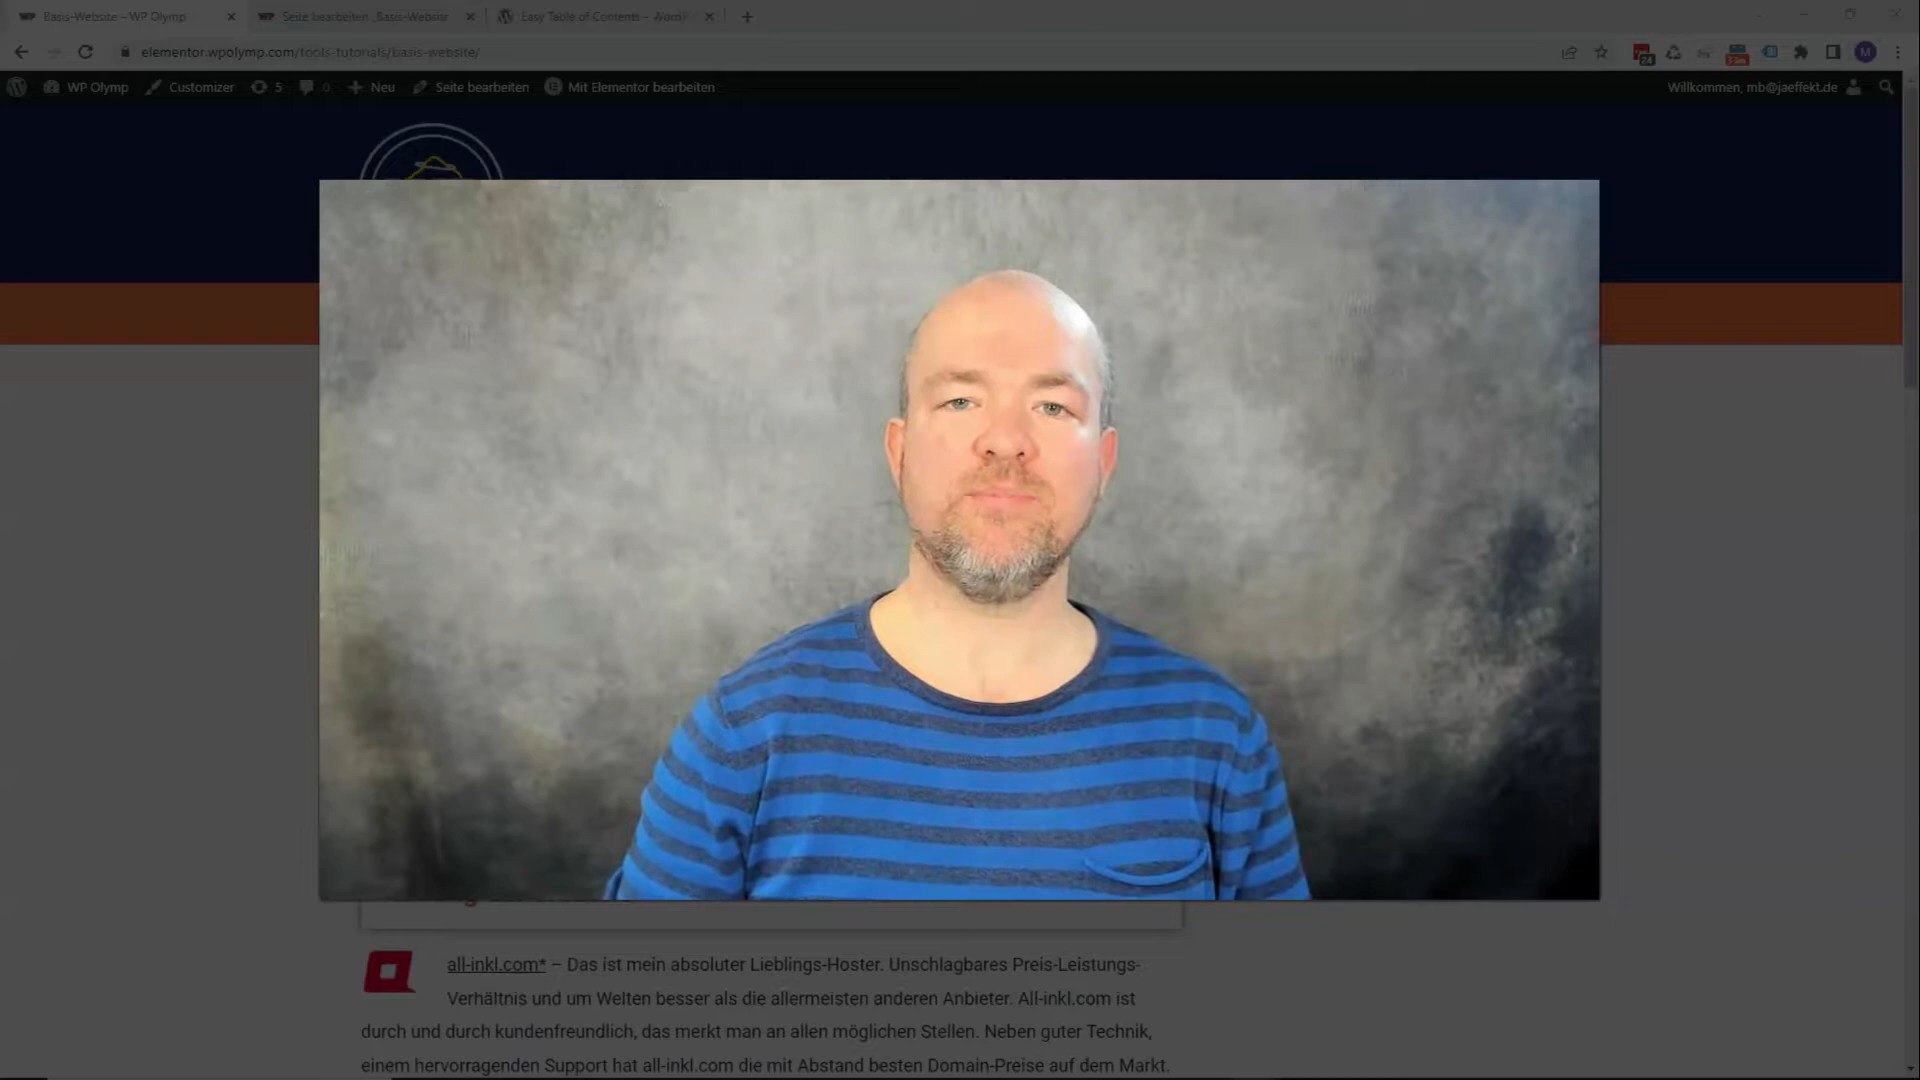 Basis-Website – WP Olymp
Seite bearbeiten „Basis-Website
Easy Table of Contents – WordP
elementor.wpolymp.com/tools-tutorials/basis-website/
24
M
WP Olymp
Customizer
5
0
Neu
Seite bearbeiten
Mit Elementor bearbeiten
Willkommen, mb@jaeffekt.de
all-inkl.com* – Das ist mein absoluter Lieblings-Hoster. Unschlagbares Preis-Leistungs-
Verhältnis und um Welten besser als die allermeisten anderen Anbieter. All-inkl.com ist
durch und durch kundenfreundlich, das merkt man an allen möglichen Stellen. Neben guter Technik,
einem hervorragenden Support hat all-inkl.com die mit Abstand besten Domain-Preise auf dem Markt.